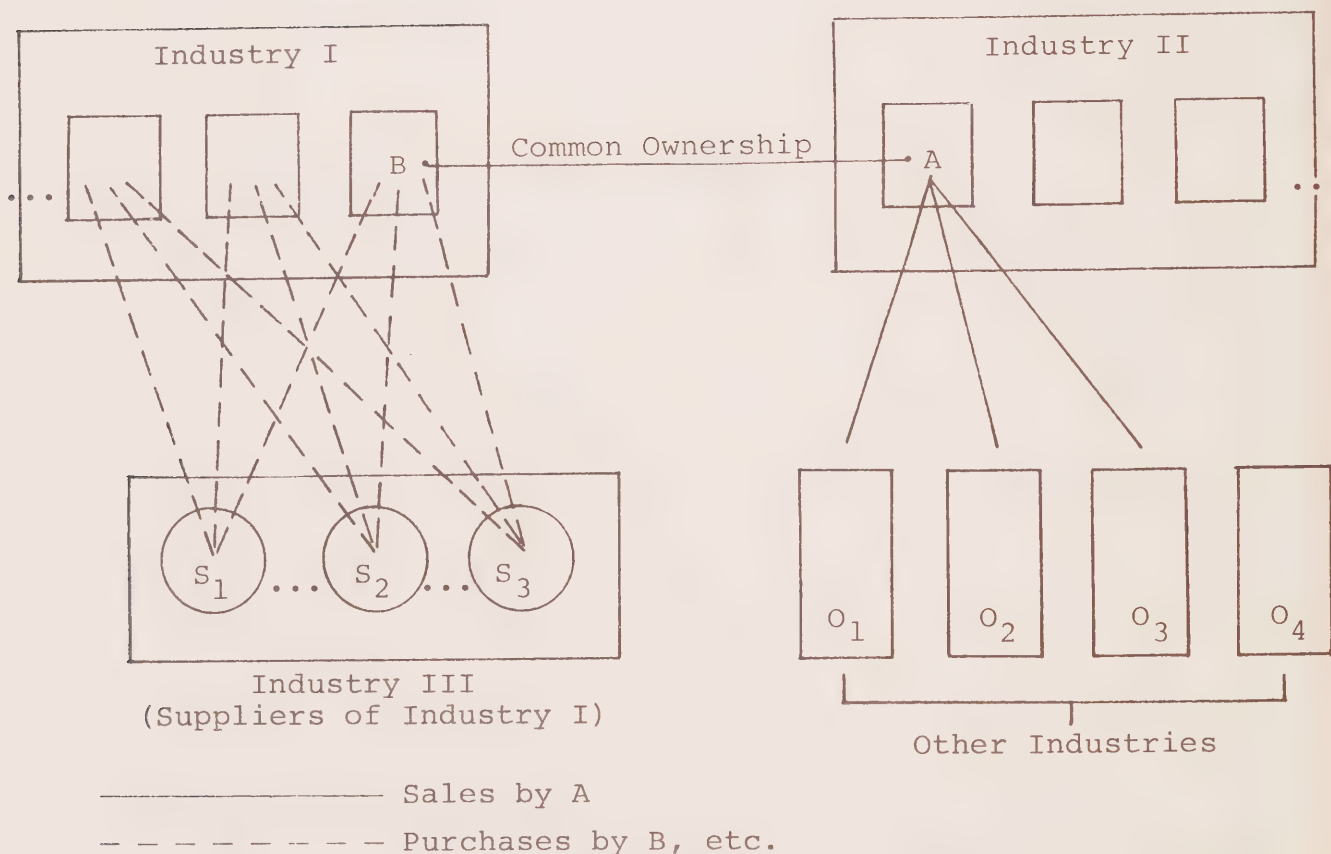 Industry I
Industry II
B
Common Ownership
A
...
..
S1
...
S2
...
S3
O1
O2
O3
O4
Industry III
(Suppliers of Industry I)
Other Industries
Sales by A
Purchases by B, etc.